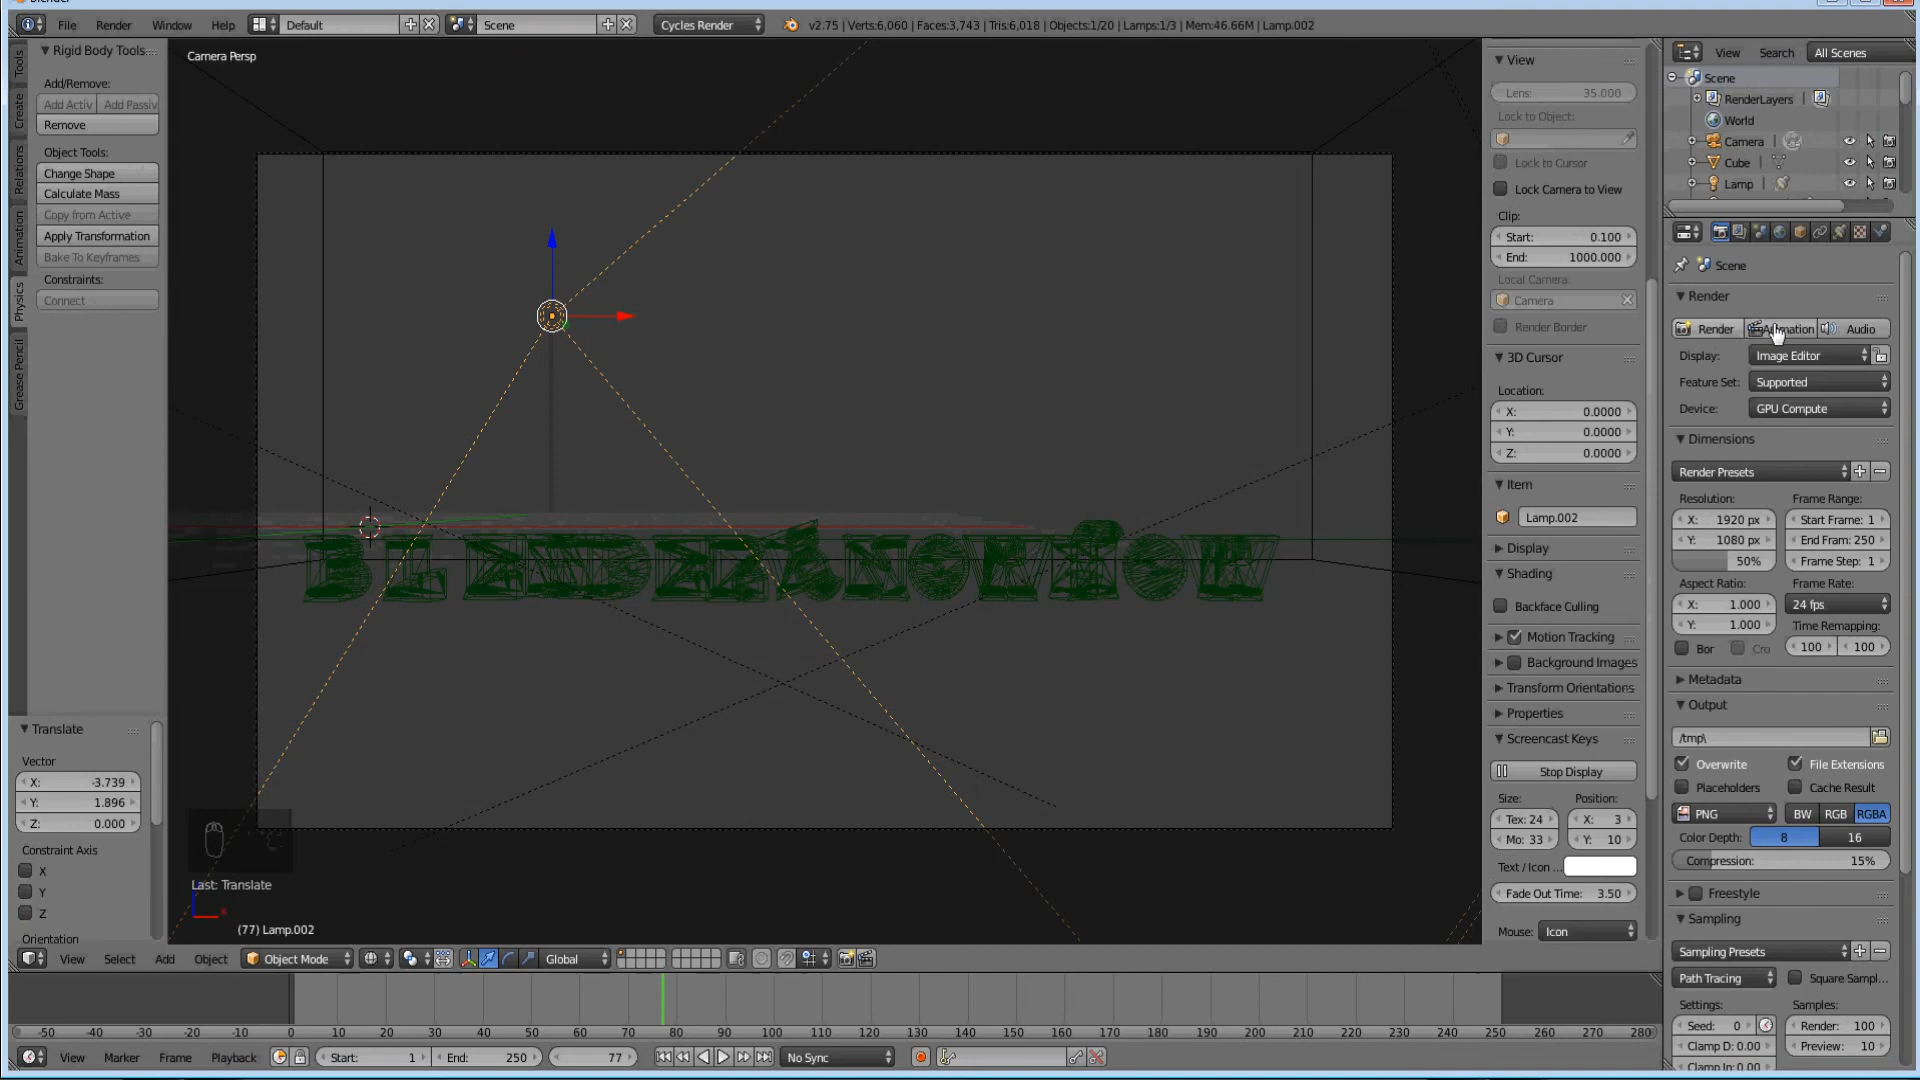 Blender
File Render Window Help Default Scene Cycles Render v2.75 | Verts:6,060 | Faces:3,743 | Tris:6,018 | Objects:1/20 | Lamps:1/3 | Mem:46.66M | Lamp.002
Tools
Create
Relations
Animation
Physics
Grease Pencil
Rigid Body Tools
Add/Remove:
Add Activ Add Passiv
Remove
Object Tools:
Change Shape
Calculate Mass
Copy from Active
Apply Transformation
Bake To Keyframes
Constraints:
Connect
Translate
Vector
X: -3.739
Y: 1.896
Z: 0.000
Constraint Axis
X
Y
Z
Orientation
Camera Persp
Last: Translate
(77) Lamp.002
View
Lens: 35.000
Lock to Object:
Lock to Cursor
Lock Camera to View
Clip:
Start: 0.100
End: 1000.000
Local Camera:
Camera
Render Border
3D Cursor
Location:
X: 0.0000
Y: 0.0000
Z: 0.0000
Item
Lamp.002
Display
Shading
Backface Culling
Motion Tracking
Background Images
Transform Orientations
Properties
Screencast Keys
Stop Display
Size: Position:
Tex: 24 X: 3
Mo: 33 Y: 10
Text / Icon ...
Fade Out Time: 3.50
Mouse: Icon
View Search All Scenes
Scene
RenderLayers
World
Camera
Cube
Lamp
Scene
Render
Render Animation Audio
Display: Image Editor
Feature Set: Supported
Device: GPU Compute
Dimensions
Render Presets
Resolution: Frame Range:
X: 1920 px Start Frame: 1
Y: 1080 px End Fram: 250
50% Frame Step: 1
Aspect Ratio: Frame Rate:
X: 1.000 24 fps
Y: 1.000 Time Remapping:
Bor Cro 100 100
Metadata
Output
/tmp\
Overwrite File Extensions
Placeholders Cache Result
PNG BW RGB RGBA
Color Depth: 8 16
Compression: 15%
Freestyle
Sampling
Sampling Presets
Path Tracing Square Sampl...
Settings: Samples:
Seed: 0 Render: 100
Clamp D: 0.00 Preview: 10
Clamp In: 0.00
View Select Add Object Object Mode Global
-50 -40 -30 -20 -10 0 10 20 30 40 50 60 70 80 90 100 110 120 130 140 150 160 170 180 190 200 210 220 230 240 250 260 270 280
View Marker Frame Playback Start: 1 End: 250 77 No Sync